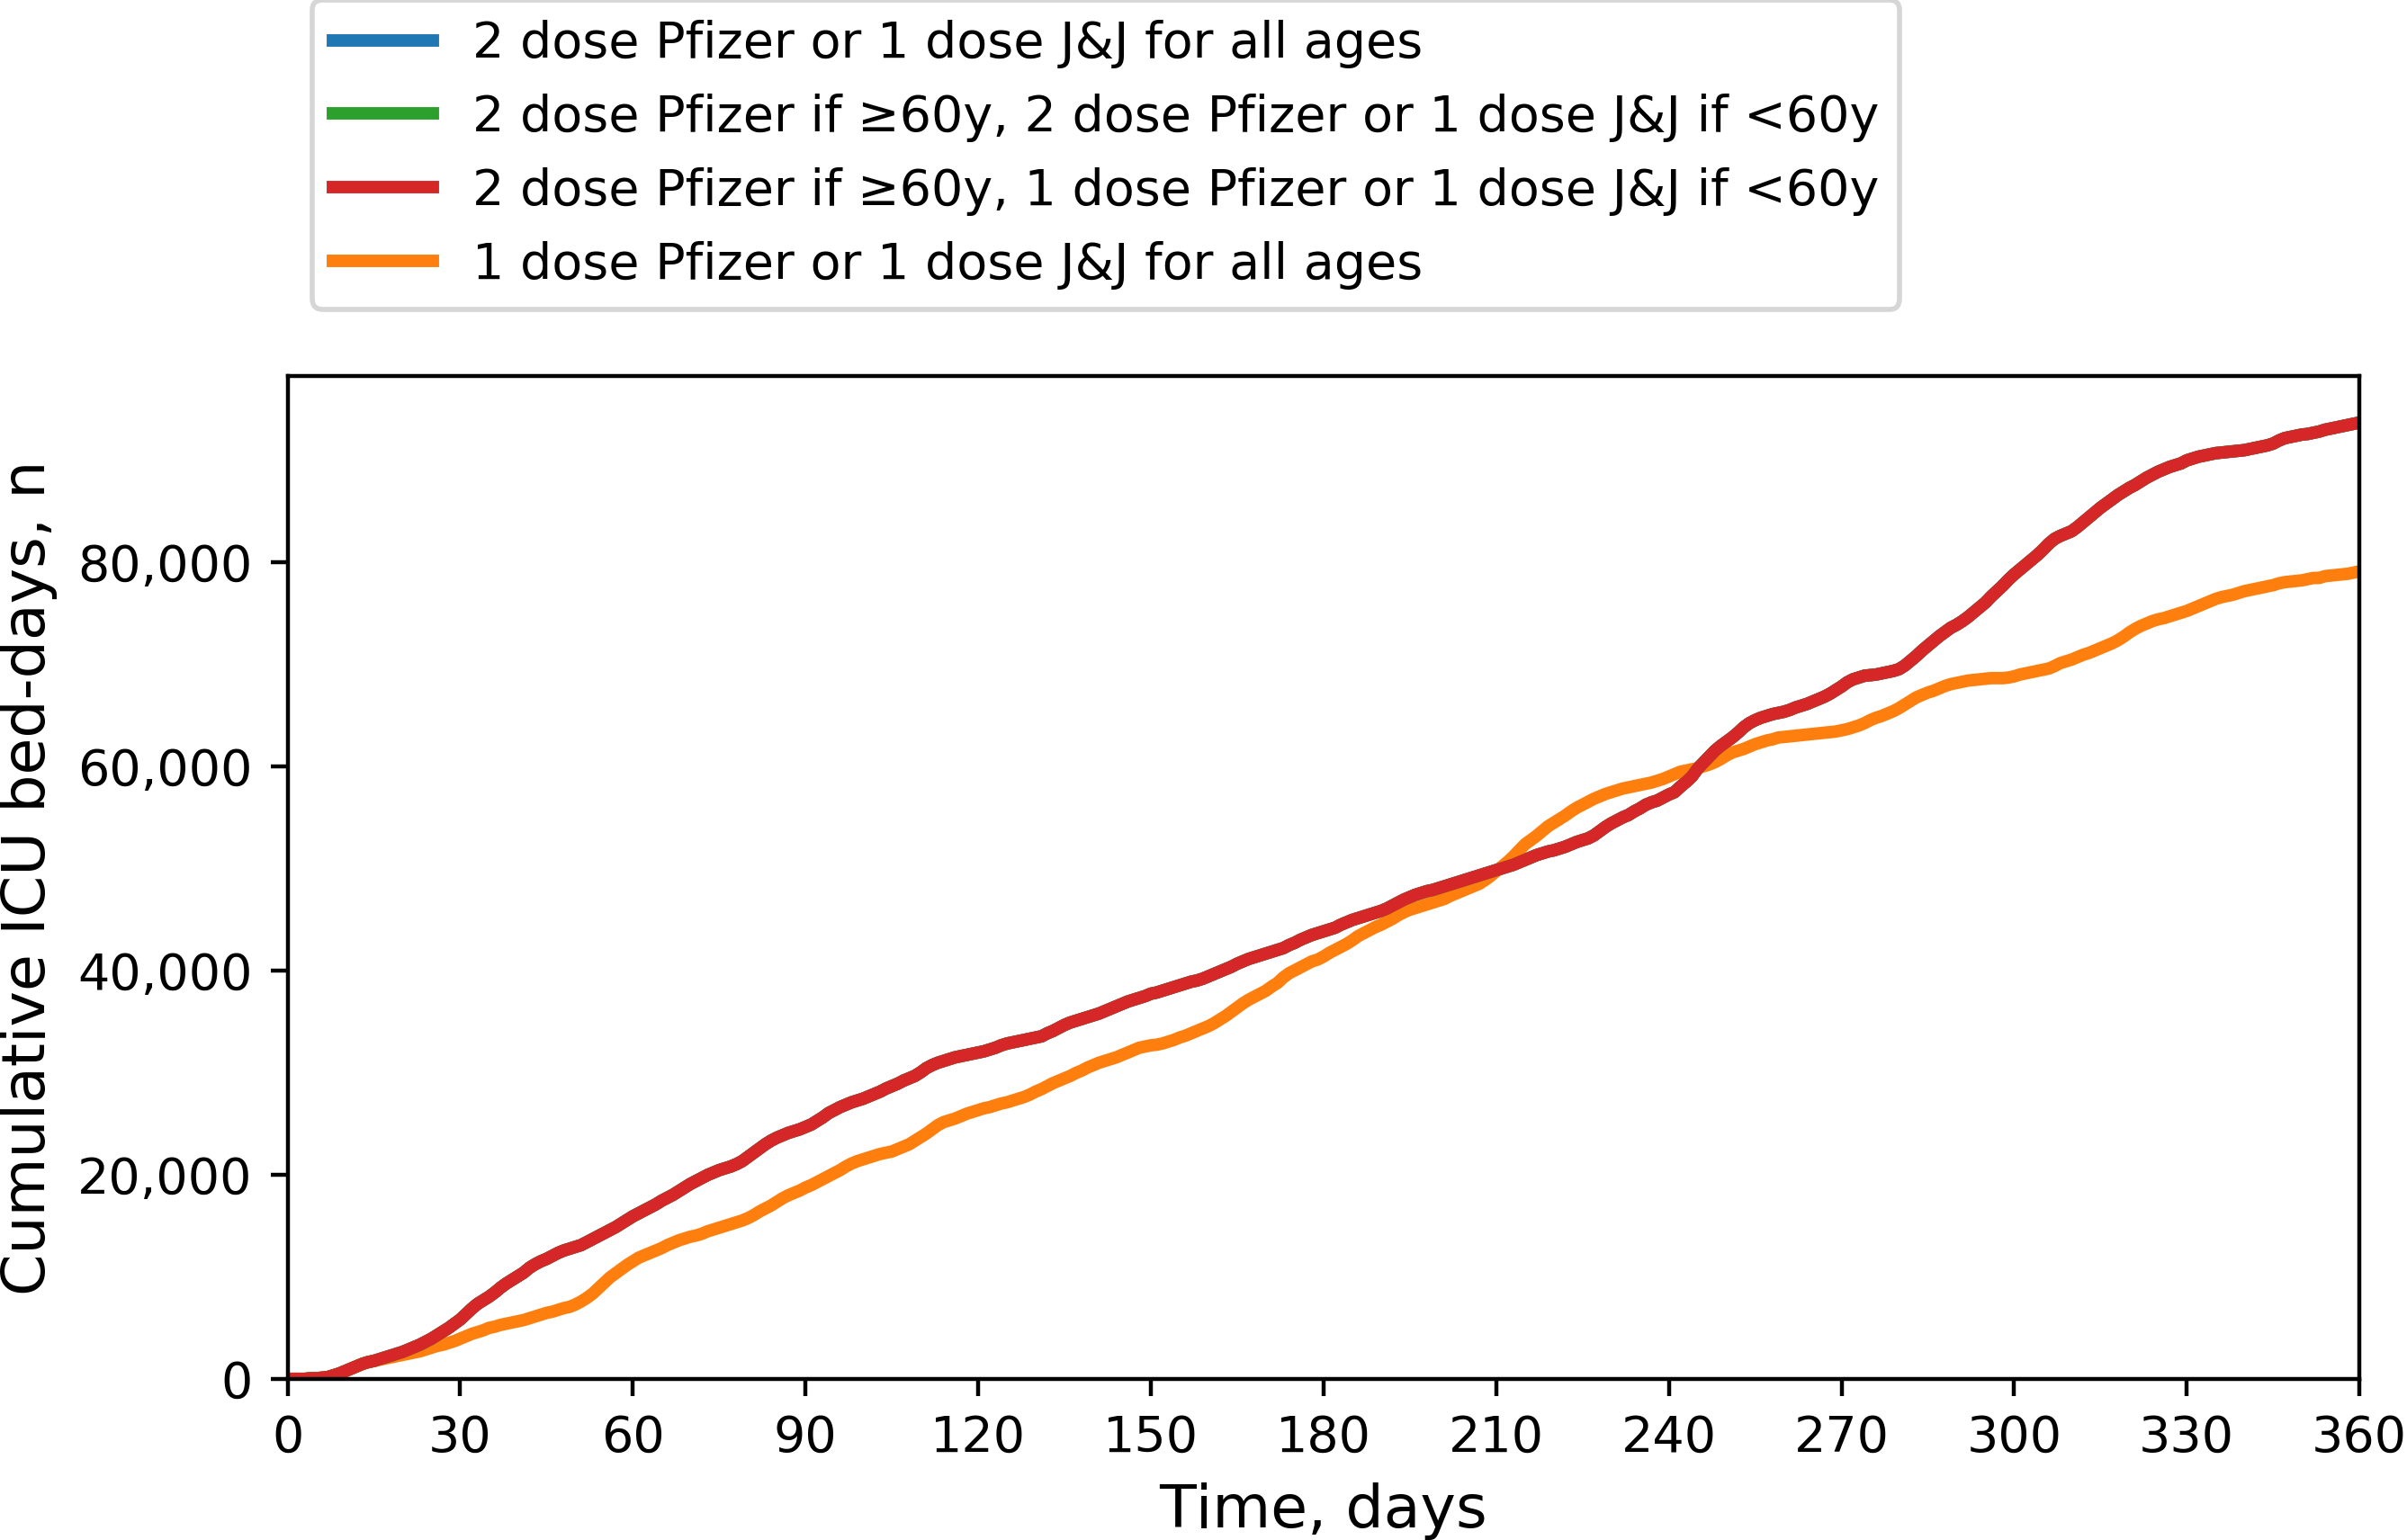 2 dose Pfizer or 1 dose J&J for all ages
2 dose Pfizer if ≥60y, 2 dose Pfizer or 1 dose J&J if <60y
2 dose Pfizer if ≥60y, 1 dose Pfizer or 1 dose J&J if <60y
1 dose Pfizer or 1 dose J&J for all ages
Cumulative ICU bed-days, n
80,000
60,000
40,000
20,000
0
0 30 60 90 120 150 180 210 240 270 300 330 360
Time, days